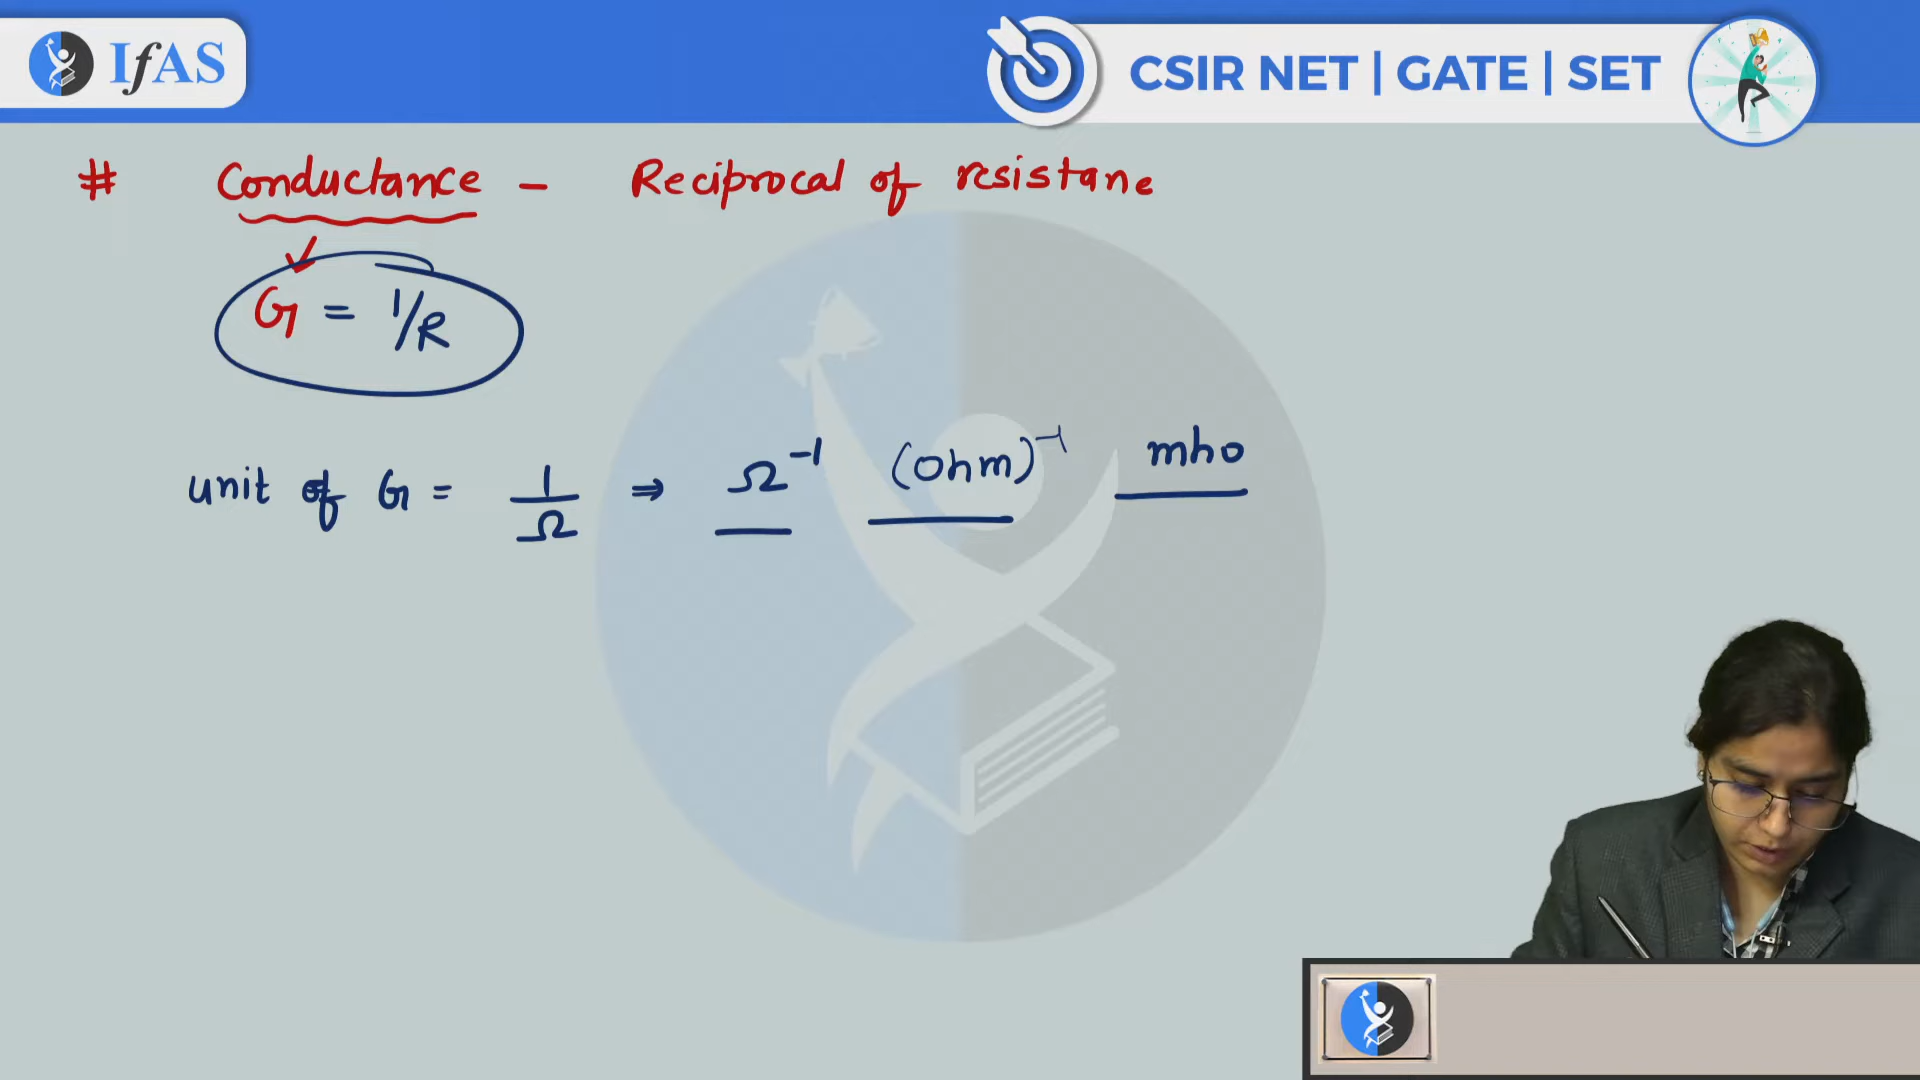 IfAS
CSIR NET | GATE | SET
# Conductance - Reciprocal of resistane
G = 1/R
unit of G = 1/Ω ⇒ Ω⁻¹ (Ohm)⁻¹ mho